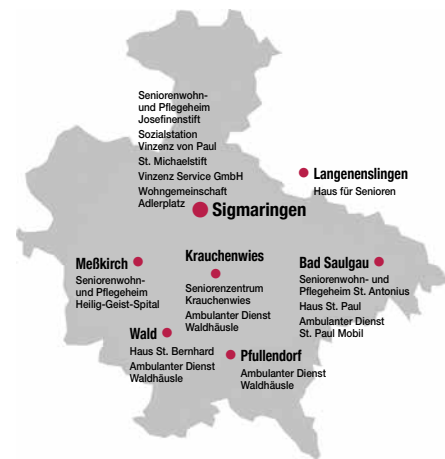 Seniorenwohn-
und Pflegeheim
Josefinenstift
Sozialstation
Vinzenz von Paul
St. Michaelstift
Vinzenz Service GmbH
Wohngemeinschaft
Adlerplatz
Sigmaringen
Langenenslingen
Haus für Senioren
Meßkirch
Seniorenwohn-
und Pflegeheim
Heilig-Geist-Spital
Krauchenwies
Seniorenzentrum
Krauchenwies
Ambulanter Dienst
Waldhäusle
Bad Saulgau
Seniorenwohn- und
Pflegeheim St. Antonius
Haus St. Paul
Ambulanter Dienst
St. Paul Mobil
Wald
Haus St. Bernhard
Ambulanter Dienst
Waldhäusle
Pfullendorf
Ambulanter Dienst
Waldhäusle